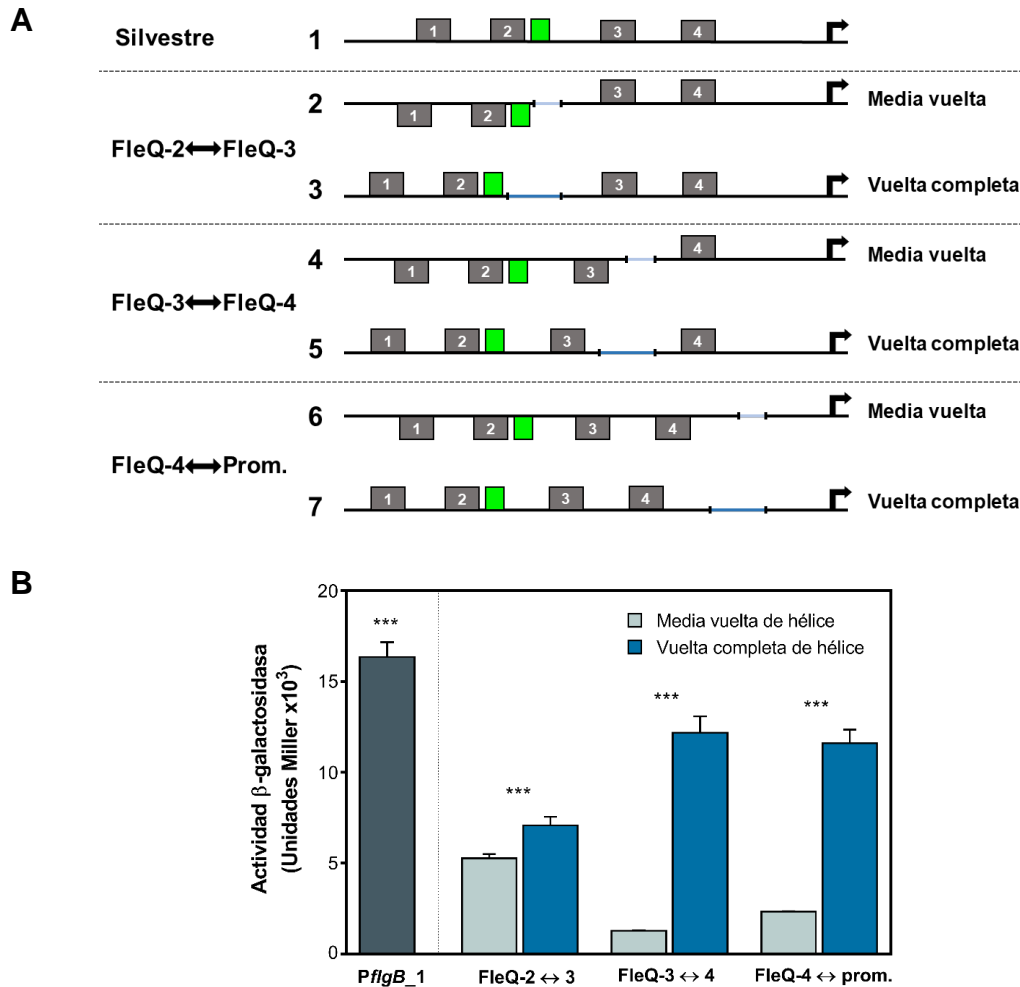 A
Silvestre 1 1 2 3 4
2 1 2 3 4 Media vuelta
FleQ-2↔FleQ-3
3 1 2 3 4 Vuelta completa
4 1 2 3 4 Media vuelta
FleQ-3↔FleQ-4
5 1 2 3 4 Vuelta completa
6 1 2 3 4 Media vuelta
FleQ-4↔Prom.
7 1 2 3 4 Vuelta completa
B
Actividad β-galactosidasa
(Unidades Miller x10³)
20
15
10
5
0
Media vuelta de hélice
Vuelta completa de hélice
*** *** *** ***
PflgB_1 FleQ-2 ↔ 3 FleQ-3 ↔ 4 FleQ-4 ↔ prom.